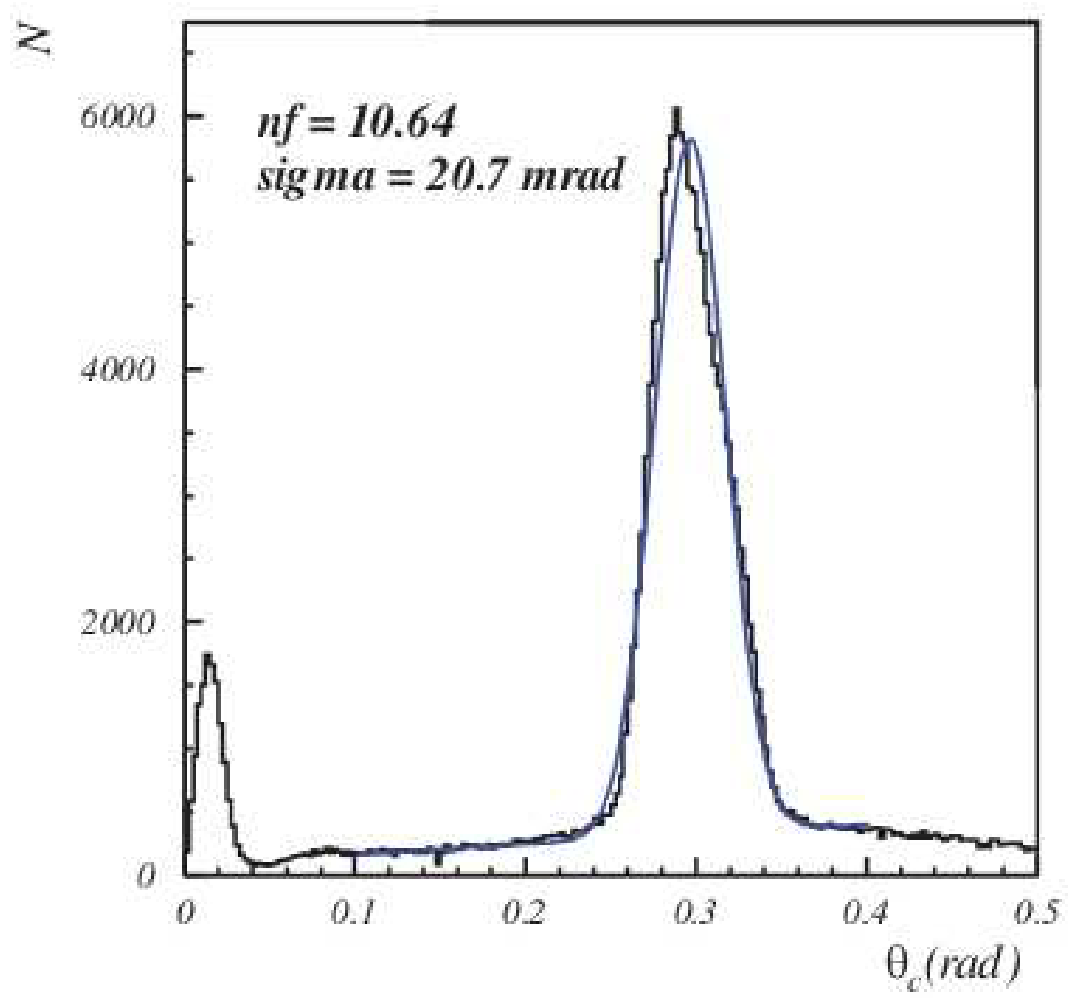 N
nf = 10.64
sigma = 20.7 mrad
6000
4000
2000
0
0 0.1 0.2 0.3 0.4 0.5
θc(rad)